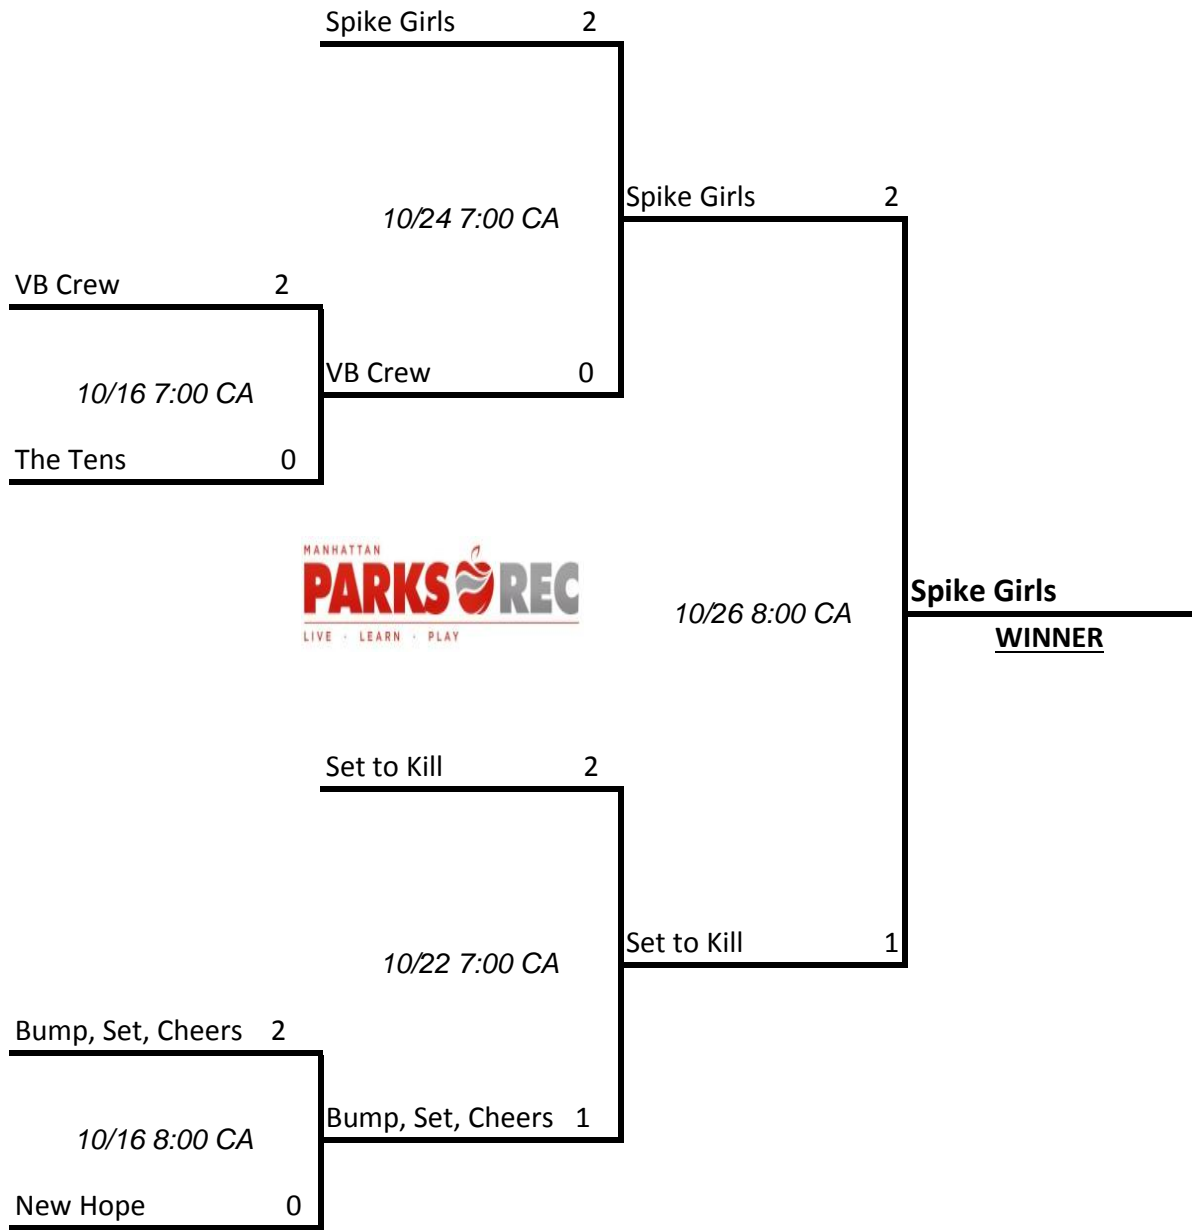 Spike Girls 2
Spike Girls 2
10/24 7:00 CA
VB Crew 2
VB Crew 0
10/16 7:00 CA
The Tens 0
MANHATTAN
PARKS REC
LIVE · LEARN · PLAY
Spike Girls
10/26 8:00 CA
WINNER
Set to Kill 2
Set to Kill 1
10/22 7:00 CA
Bump, Set, Cheers 2
Bump, Set, Cheers 1
10/16 8:00 CA
New Hope 0